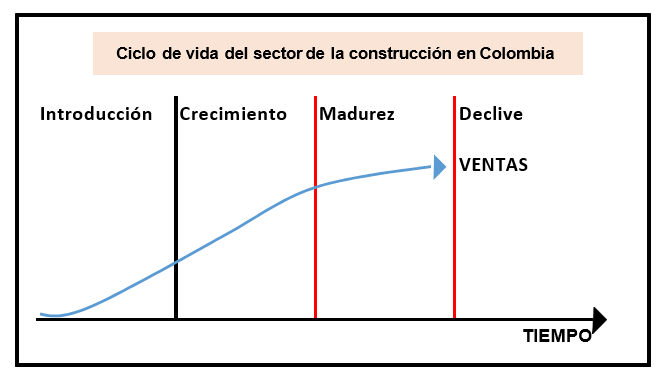 Ciclo de vida del sector de la construcción en Colombia
Introducción Crecimiento Madurez Declive
VENTAS
TIEMPO